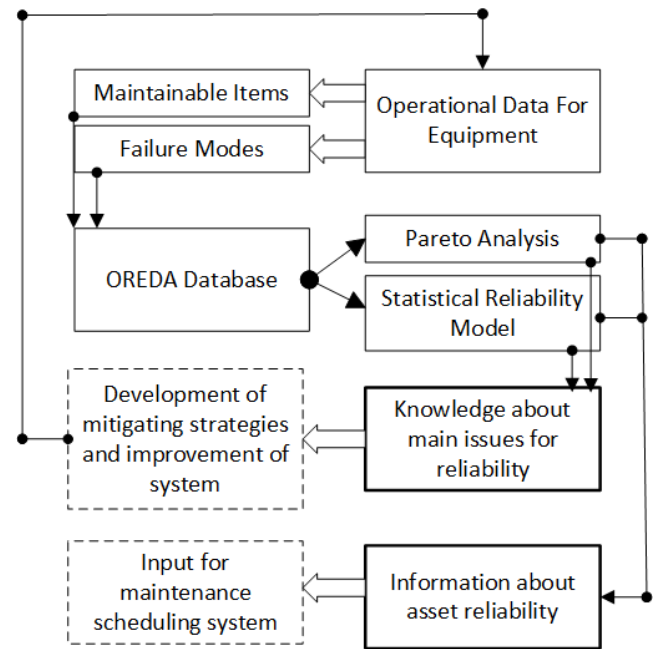 Maintainable Items
Operational Data For
Equipment
Failure Modes
OREDA Database
Pareto Analysis
Statistical Reliability
Model
Development of
mitigating strategies
and improvement of
system
Knowledge about
main issues for
reliability
Input for
maintenance
scheduling system
Information about
asset reliability